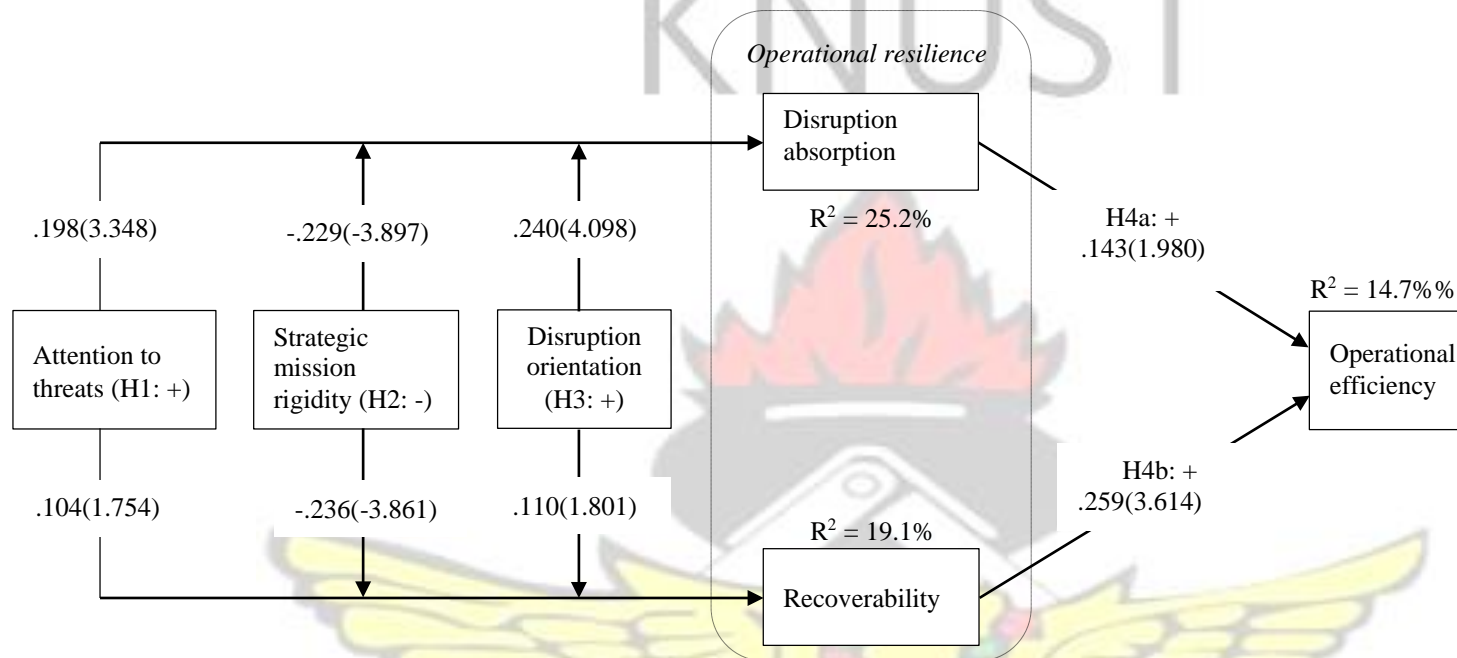 KNUST
Operational resilience
Disruption
absorption
R² = 25.2%
.198(3.348)
-.229(-3.897)
.240(4.098)
H4a: +
.143(1.980)
R² = 14.7%%
Attention to
threats (H1: +)
Strategic
mission
rigidity (H2: -)
Disruption
orientation
(H3: +)
Operational
efficiency
.104(1.754)
-.236(-3.861)
.110(1.801)
H4b: +
.259(3.614)
R² = 19.1%
Recoverability